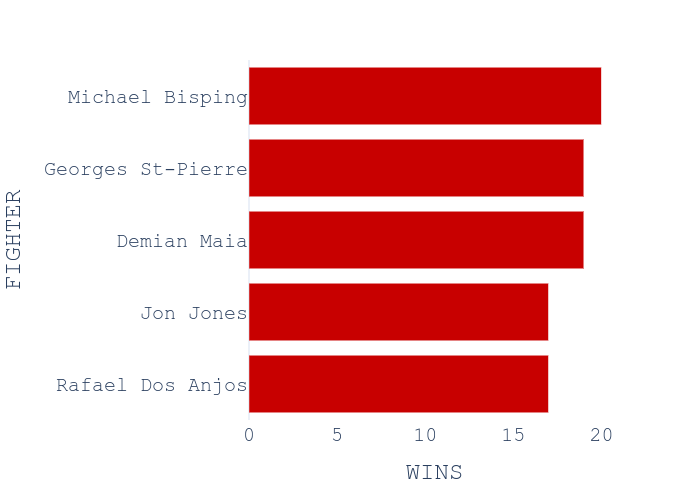 Michael Bisping
Georges St-Pierre
Demian Maia
Jon Jones
Rafael Dos Anjos
FIGHTER
0 5 10 15 20
WINS